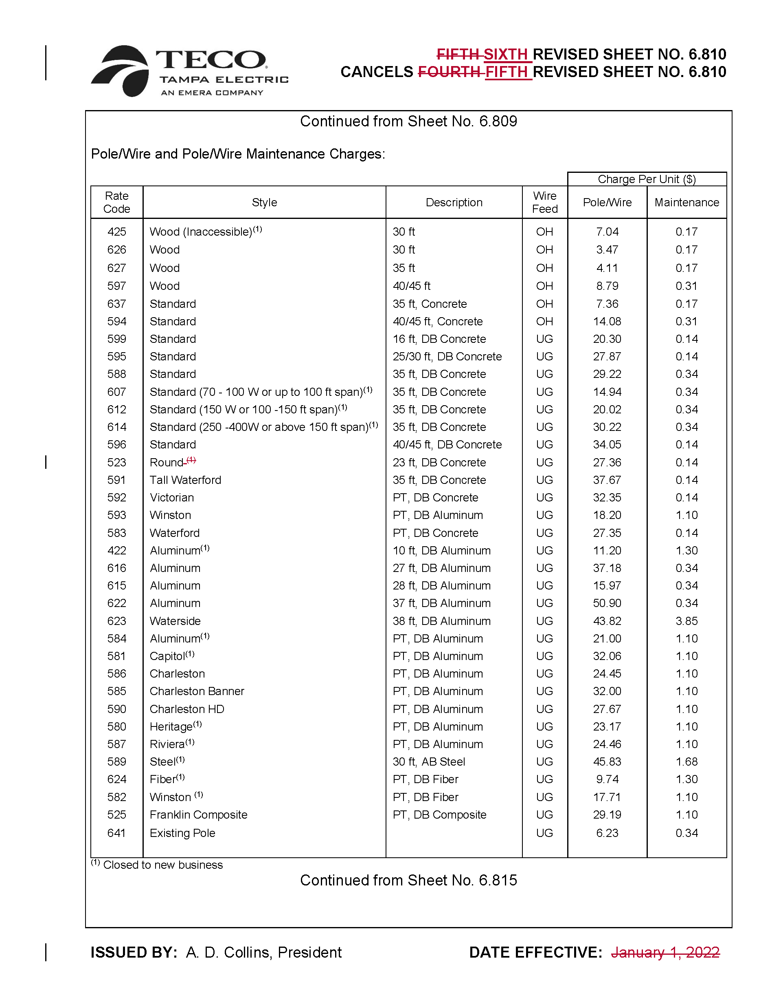 TECO®
TAMPA ELECTRIC
AN EMERA COMPANY
FIFTH SIXTH REVISED SHEET NO. 6.810
CANCELS FOURTH FIFTH REVISED SHEET NO. 6.810
Continued from Sheet No. 6.809
Pole/Wire and Pole/Wire Maintenance Charges:
Charge Per Unit ($)
Rate Code Style Description Wire Feed Pole/Wire Maintenance
425 Wood (Inaccessible)(1) 30 ft OH 7.04 0.17
626 Wood 30 ft OH 3.47 0.17
627 Wood 35 ft OH 4.11 0.17
597 Wood 40/45 ft OH 8.79 0.31
637 Standard 35 ft, Concrete OH 7.36 0.17
594 Standard 40/45 ft, Concrete OH 14.08 0.31
599 Standard 16 ft, DB Concrete UG 20.30 0.14
595 Standard 25/30 ft, DB Concrete UG 27.87 0.14
588 Standard 35 ft, DB Concrete UG 29.22 0.34
607 Standard (70 - 100 W or up to 100 ft span)(1) 35 ft, DB Concrete UG 14.94 0.34
612 Standard (150 W or 100 -150 ft span)(1) 35 ft, DB Concrete UG 20.02 0.34
614 Standard (250 -400W or above 150 ft span)(1) 35 ft, DB Concrete UG 30.22 0.34
596 Standard 40/45 ft, DB Concrete UG 34.05 0.14
523 Round (1) 23 ft, DB Concrete UG 27.36 0.14
591 Tall Waterford 35 ft, DB Concrete UG 37.67 0.14
592 Victorian PT, DB Concrete UG 32.35 0.14
593 Winston PT, DB Aluminum UG 18.20 1.10
583 Waterford PT, DB Concrete UG 27.35 0.14
422 Aluminum(1) 10 ft, DB Aluminum UG 11.20 1.30
616 Aluminum 27 ft, DB Aluminum UG 37.18 0.34
615 Aluminum 28 ft, DB Aluminum UG 15.97 0.34
622 Aluminum 37 ft, DB Aluminum UG 50.90 0.34
623 Waterside 38 ft, DB Aluminum UG 43.82 3.85
584 Aluminum(1) PT, DB Aluminum UG 21.00 1.10
581 Capitol(1) PT, DB Aluminum UG 32.06 1.10
586 Charleston PT, DB Aluminum UG 24.45 1.10
585 Charleston Banner PT, DB Aluminum UG 32.00 1.10
590 Charleston HD PT, DB Aluminum UG 27.67 1.10
580 Heritage(1) PT, DB Aluminum UG 23.17 1.10
587 Riviera(1) PT, DB Aluminum UG 24.46 1.10
589 Steel(1) 30 ft, AB Steel UG 45.83 1.68
624 Fiber(1) PT, DB Fiber UG 9.74 1.30
582 Winston (1) PT, DB Fiber UG 17.71 1.10
525 Franklin Composite PT, DB Composite UG 29.19 1.10
641 Existing Pole UG 6.23 0.34
(1) Closed to new business
Continued from Sheet No. 6.815
ISSUED BY: A. D. Collins, President DATE EFFECTIVE: January 1, 2022